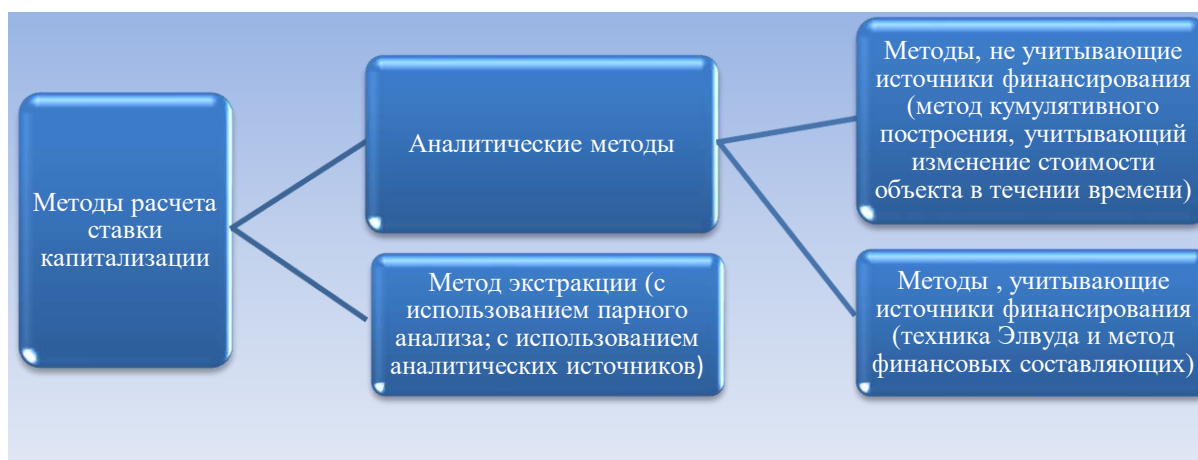 Методы расчета
ставки
капитализации
Аналитические методы
Метод экстракции (с
использованием парного
анализа; с использованием
аналитических источников)
Методы, не учитывающие
источники финансирования
(метод кумулятивного
построения, учитывающий
изменение стоимости
объекта в течении времени)
Методы , учитывающие
источники финансирования
(техника Элвуда и метод
финансовых составляющих)